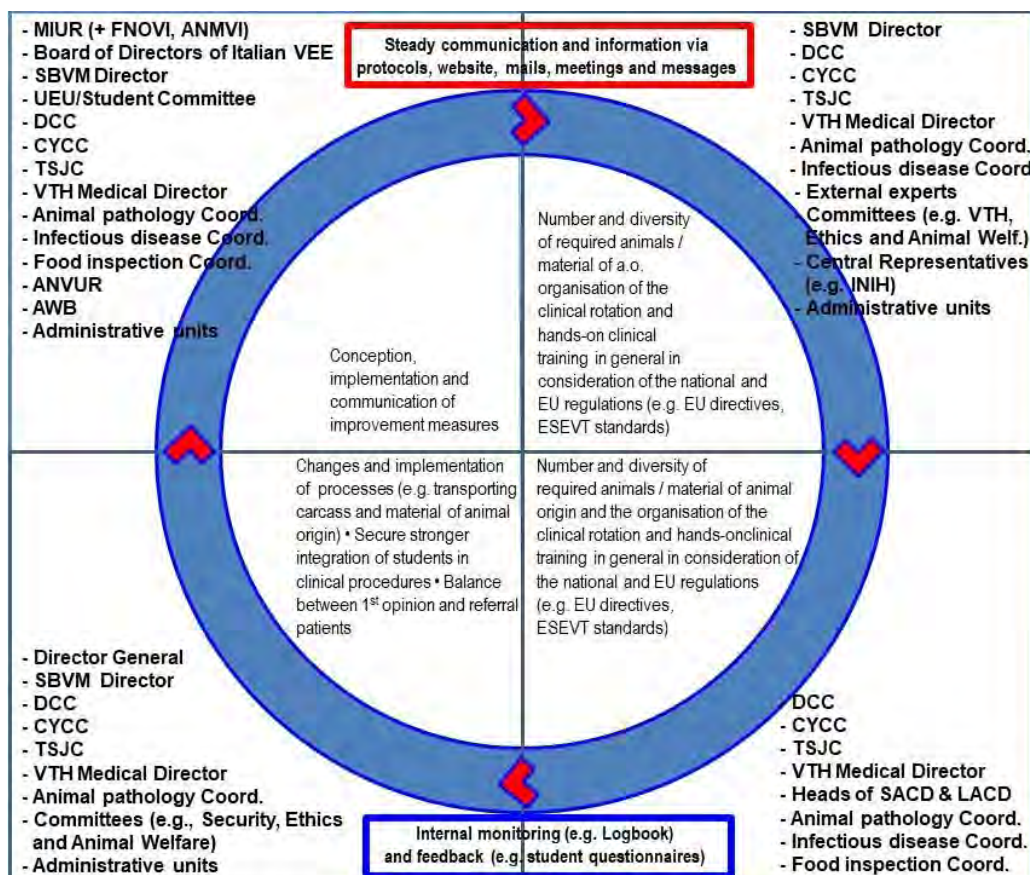 - MIUR (+ FNOVI, ANMVI)
- Board of Directors of Italian VEE
- SBVM Director
- UEU/Student Committee
- DCC
- CYCC
- TSJC
- VTH Medical Director
- Animal pathology Coord.
- Infectious disease Coord.
- Food inspection Coord.
- ANVUR
- AWB
- Administrative units
Steady communication and information via
protocols, website, mails, meetings and messages
- SBVM Director
- DCC
- CYCC
- TSJC
- VTH Medical Director
- Animal pathology Coord.
- Infectious disease Coord
- External experts
- Committees (e.g. VTH,
Ethics and Animal Welf.)
- Central Representatives
(e.g. INIH)
- Administrative units
Conception,
implementation and
communication of
improvement measures
Number and diversity
of required animals /
material of a.o.
organisation of the
clinical rotation and
hands-on clinical
training in general in
consideration of the national and
EU regulations (e.g. EU directives,
ESEVT standards)
Changes and implementation
of processes (e.g. transporting
carcass and material of animal
origin) • Secure stronger
integration of students in
clinical procedures • Balance
between 1st opinion and referral
patients
Number and diversity of
required animals / material of animal
origin and the organisation of the
clinical rotation and hands-onclinical
training in general in consideration of
the national and EU regulations
(e.g. EU directives,
ESEVT standards)
- Director General
- SBVM Director
- DCC
- CYCC
- TSJC
- VTH Medical Director
- Animal pathology Coord.
- Committees (e.g., Security, Ethics
and Animal Welfare)
- Administrative units
Internal monitoring (e.g. Logbook)
and feedback (e.g. student questionnaires)
- DCC
- CYCC
- TSJC
- VTH Medical Director
- Heads of SACD & LACD
- Animal pathology Coord.
- Infectious disease Coord.
- Food inspection Coord.